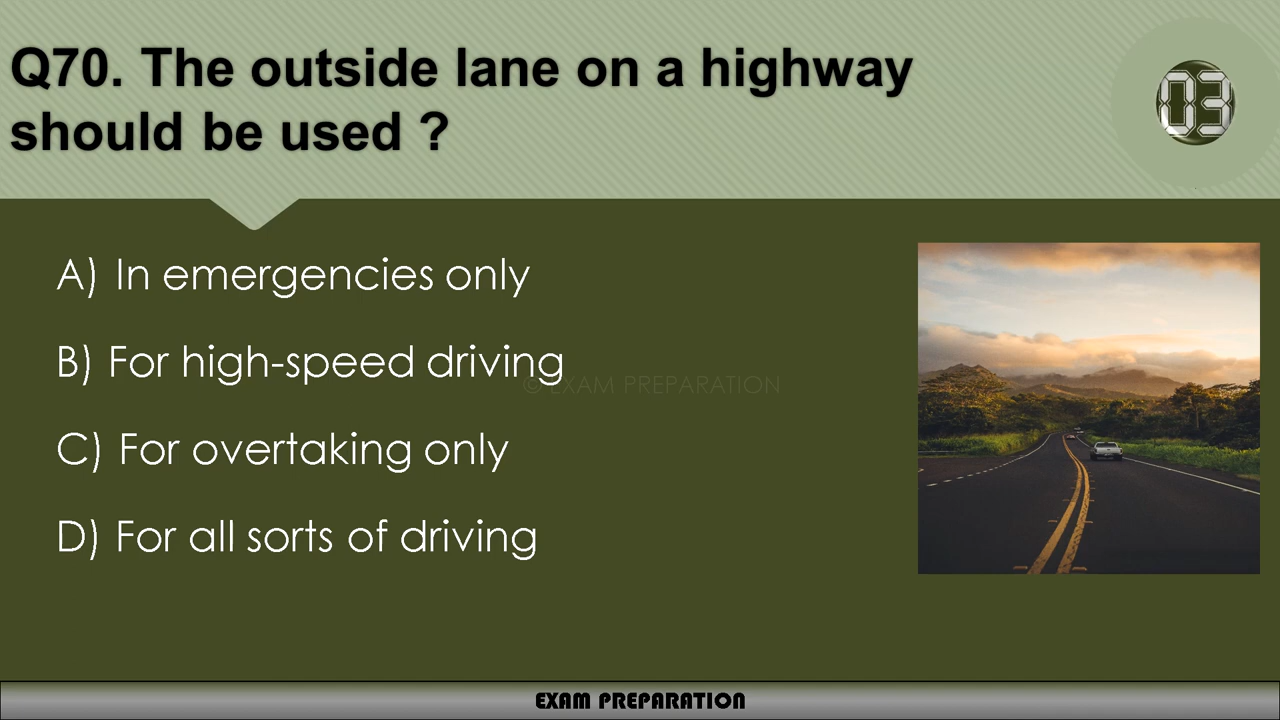 Q70. The outside lane on a highway
should be used ?
03
A) In emergencies only
B) For high-speed driving
© EXAM PREPARATION
C) For overtaking only
D) For all sorts of driving
EXAM PREPARATION